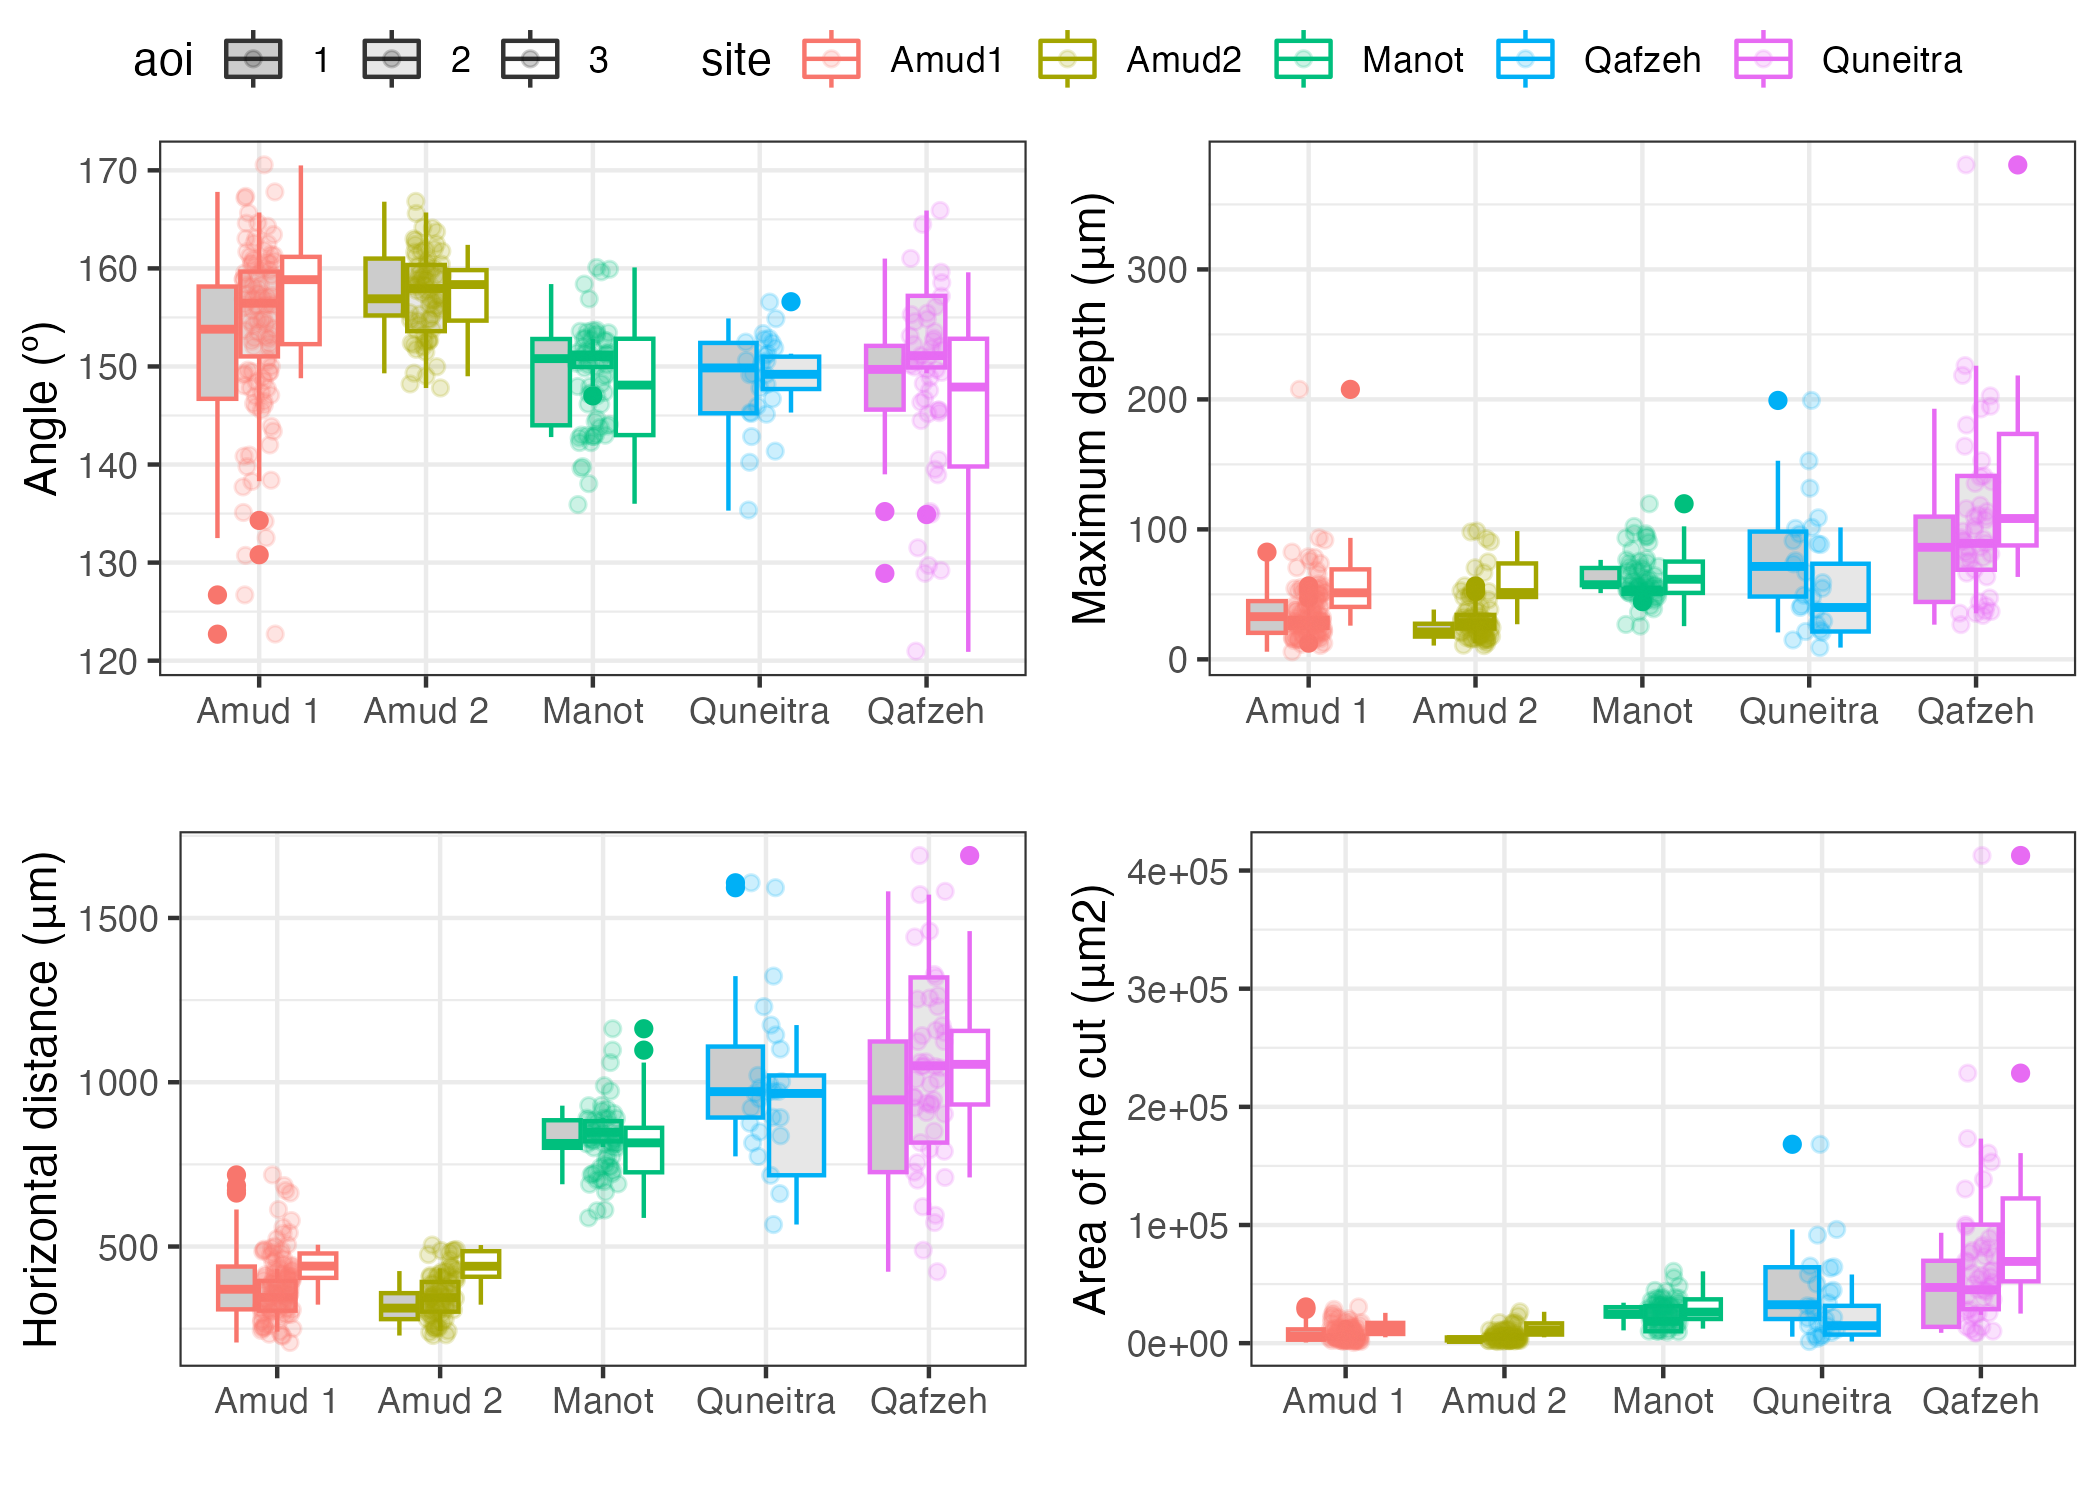 aoi 1 2 3 site Amud1 Amud2 Manot Qafzeh Quneitra
Angle (º)
170
160
150
140
130
120
Amud 1 Amud 2 Manot Quneitra Qafzeh
Maximum depth (µm)
300
200
100
0
Amud 1 Amud 2 Manot Quneitra Qafzeh
Horizontal distance (µm)
1500
1000
500
Amud 1 Amud 2 Manot Quneitra Qafzeh
Area of the cut (µm2)
4e+05
3e+05
2e+05
1e+05
0e+00
Amud 1 Amud 2 Manot Quneitra Qafzeh